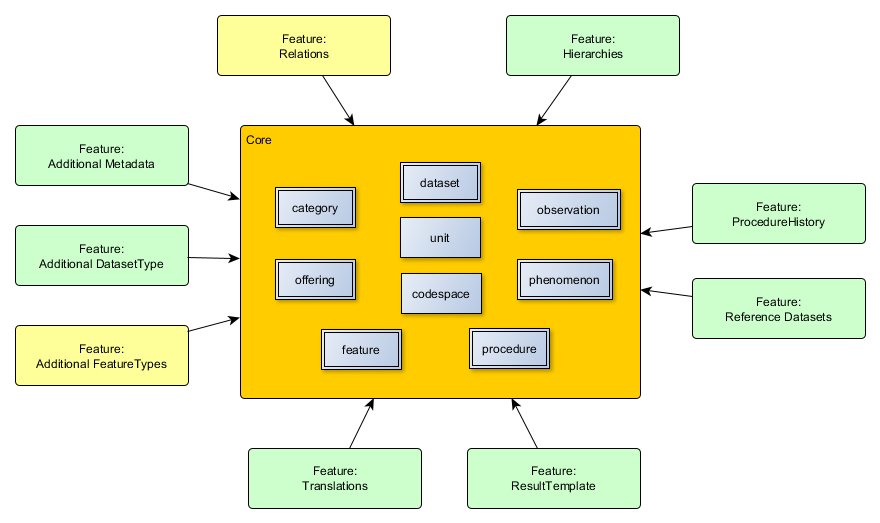 Feature:
Relations
Feature:
Hierarchies
Feature:
Additional Metadata
Core
category
dataset
observation
unit
Feature:
ProcedureHistory
Feature:
Additional DatasetType
offering
codespace
phenomenon
Feature:
Reference Datasets
Feature:
Additional FeatureTypes
feature
procedure
Feature:
Translations
Feature:
ResultTemplate